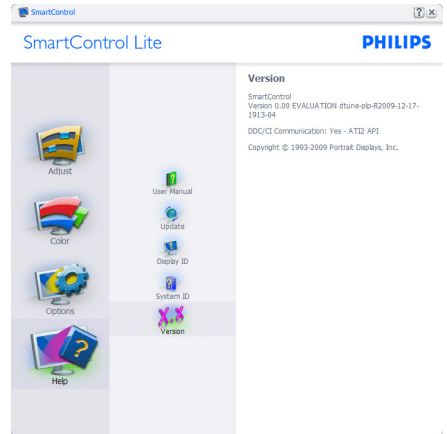 SmartControl
SmartControl Lite
PHILIPS
Adjust
Color
Options
Help
User Manual
Update
Display ID
System ID
X.X
Version
Version
SmartControl
Version 0.00 EVALUATION dtune-plp-R2009-12-17-
1913-04
DDC/CI Communication: Yes - ATI2 API
Copyright © 1993-2009 Portrait Displays, Inc.